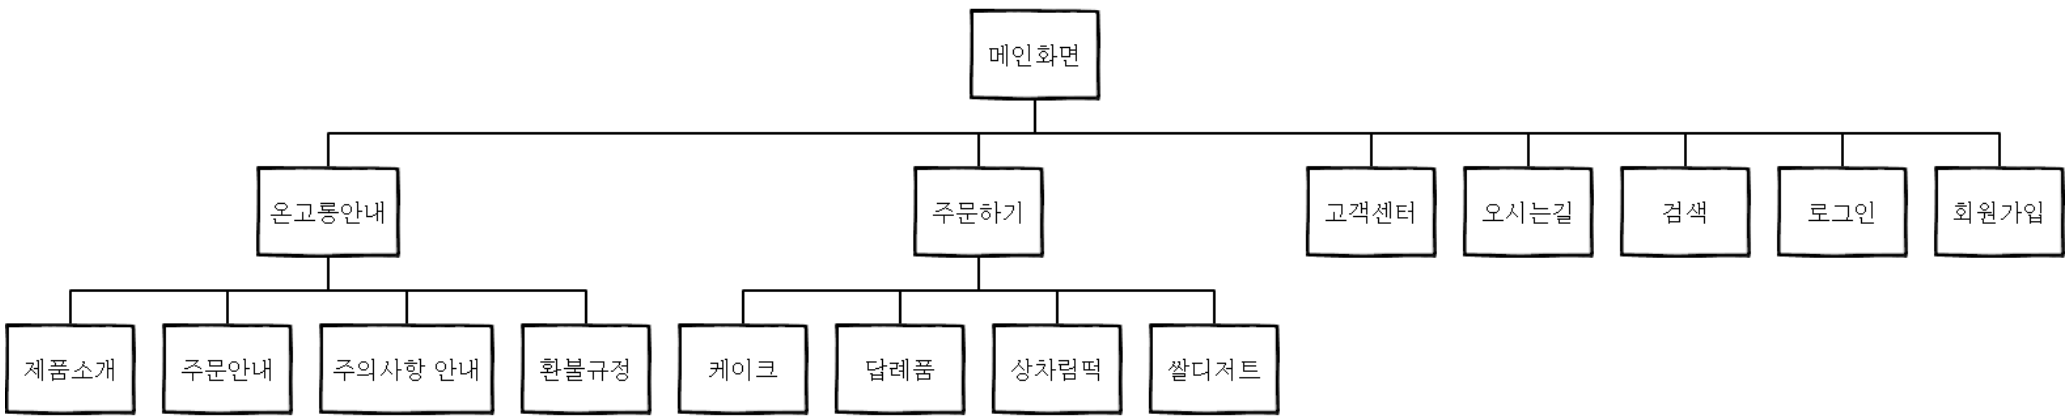 메인화면
온고롱안내
주문하기
고객센터
오시는길
검색
로그인
회원가입
제품소개
주문안내
주의사항 안내
환불규정
케이크
답례품
상차림떡
쌀디저트